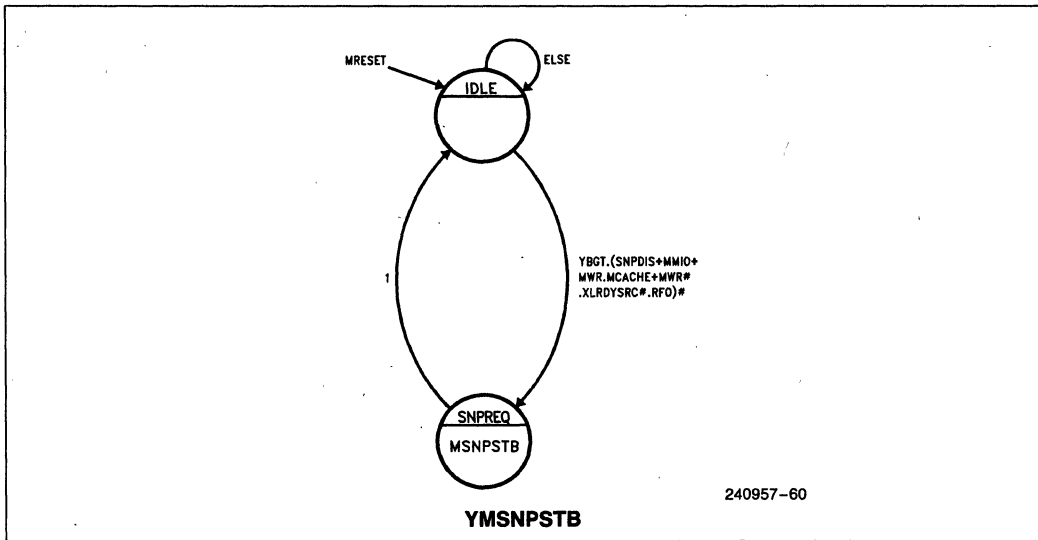 MRESET
ELSE
IDLE
1
YBGT.(SNPDIS+MMIO+
MWR.MCACHE+MWR#
.XLRDYSRC#.RFO)#
SNPREQ
MSNPSTB
240957-60
YMSNPSTB